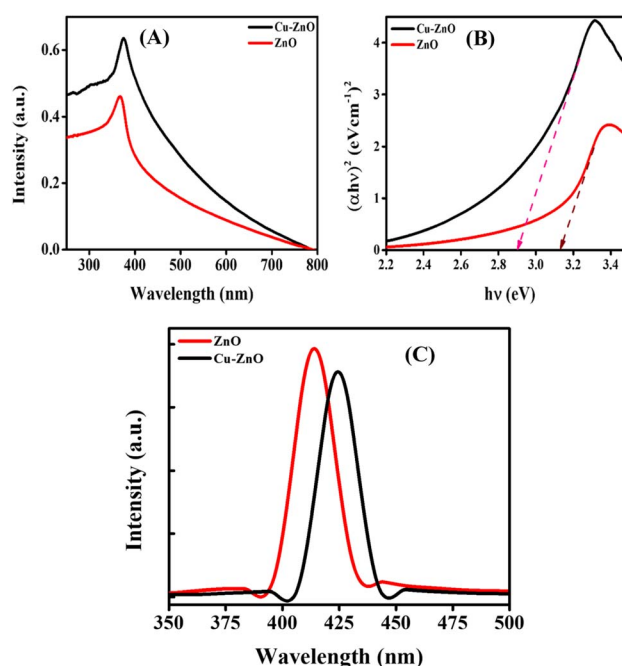 Cu-ZnO
ZnO
(A)
Intensity (a.u.)
0.6
0.4
0.2
0.0
300 400 500 600 700 800
Wavelength (nm)
Cu-ZnO
ZnO
(B)
(αhν)² (eVcm⁻¹)²
4
3
2
1
0
2.2 2.4 2.6 2.8 3.0 3.2 3.4
hν (eV)
ZnO
Cu-ZnO
(C)
Intensity (a.u.)
350 375 400 425 450 475 500
Wavelength (nm)